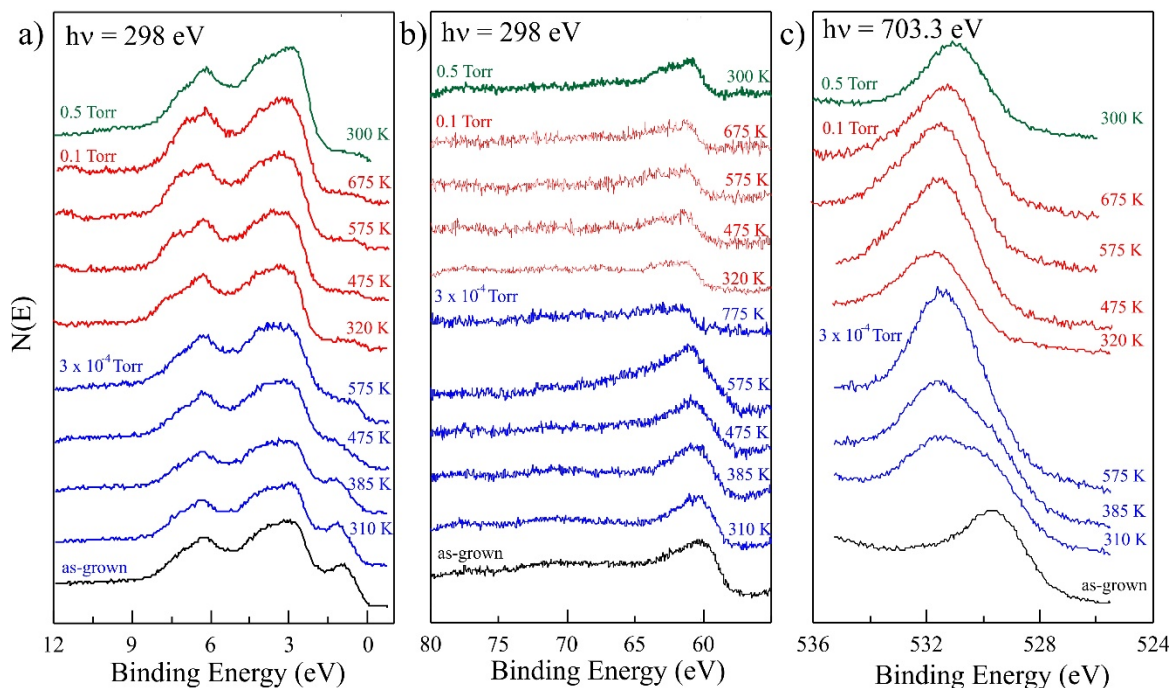 a)
hν = 298 eV
0.5 Torr
300 K
0.1 Torr
675 K
575 K
475 K
320 K
3 x 10⁻⁴ Torr
575 K
475 K
385 K
310 K
as-grown
N(E)
12 9 6 3 0
Binding Energy (eV)
b)
hν = 298 eV
0.5 Torr
300 K
0.1 Torr
675 K
575 K
475 K
320 K
3 x 10⁻⁴ Torr
775 K
575 K
475 K
385 K
310 K
as-grown
80 75 70 65 60
Binding Energy (eV)
c)
hν = 703.3 eV
0.5 Torr
300 K
0.1 Torr
675 K
575 K
475 K
320 K
3 x 10⁻⁴ Torr
575 K
385 K
310 K
as-grown
536 532 528 524
Binding Energy (eV)